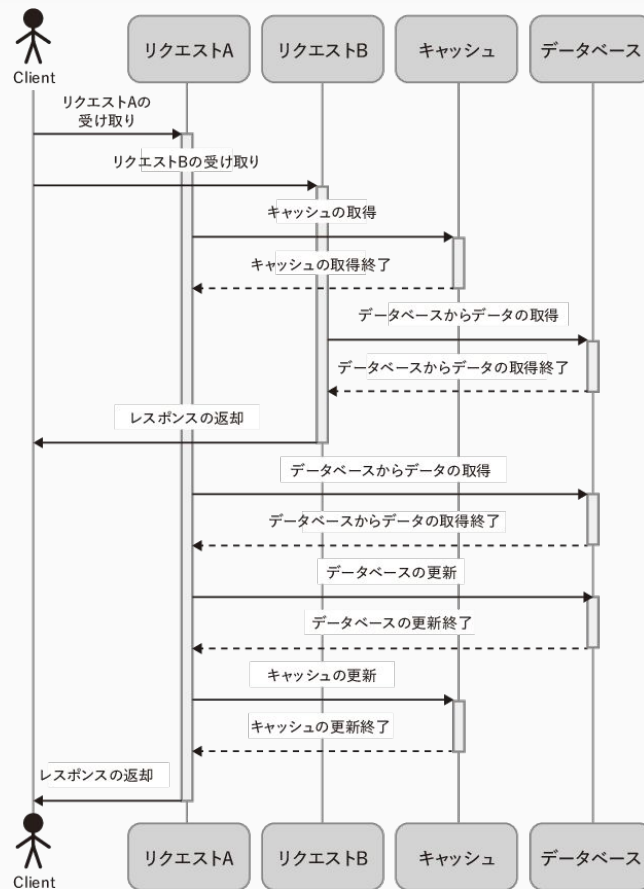 Client
リクエストA
リクエストB
キャッシュ
データベース
リクエストAの
受け取り
リクエストBの受け取り
キャッシュの取得
キャッシュの取得終了
データベースからデータの取得
データベースからデータの取得終了
レスポンスの返却
データベースからデータの取得
データベースからデータの取得終了
データベースの更新
データベースの更新終了
キャッシュの更新
キャッシュの更新終了
レスポンスの返却
Client
リクエストA
リクエストB
キャッシュ
データベース